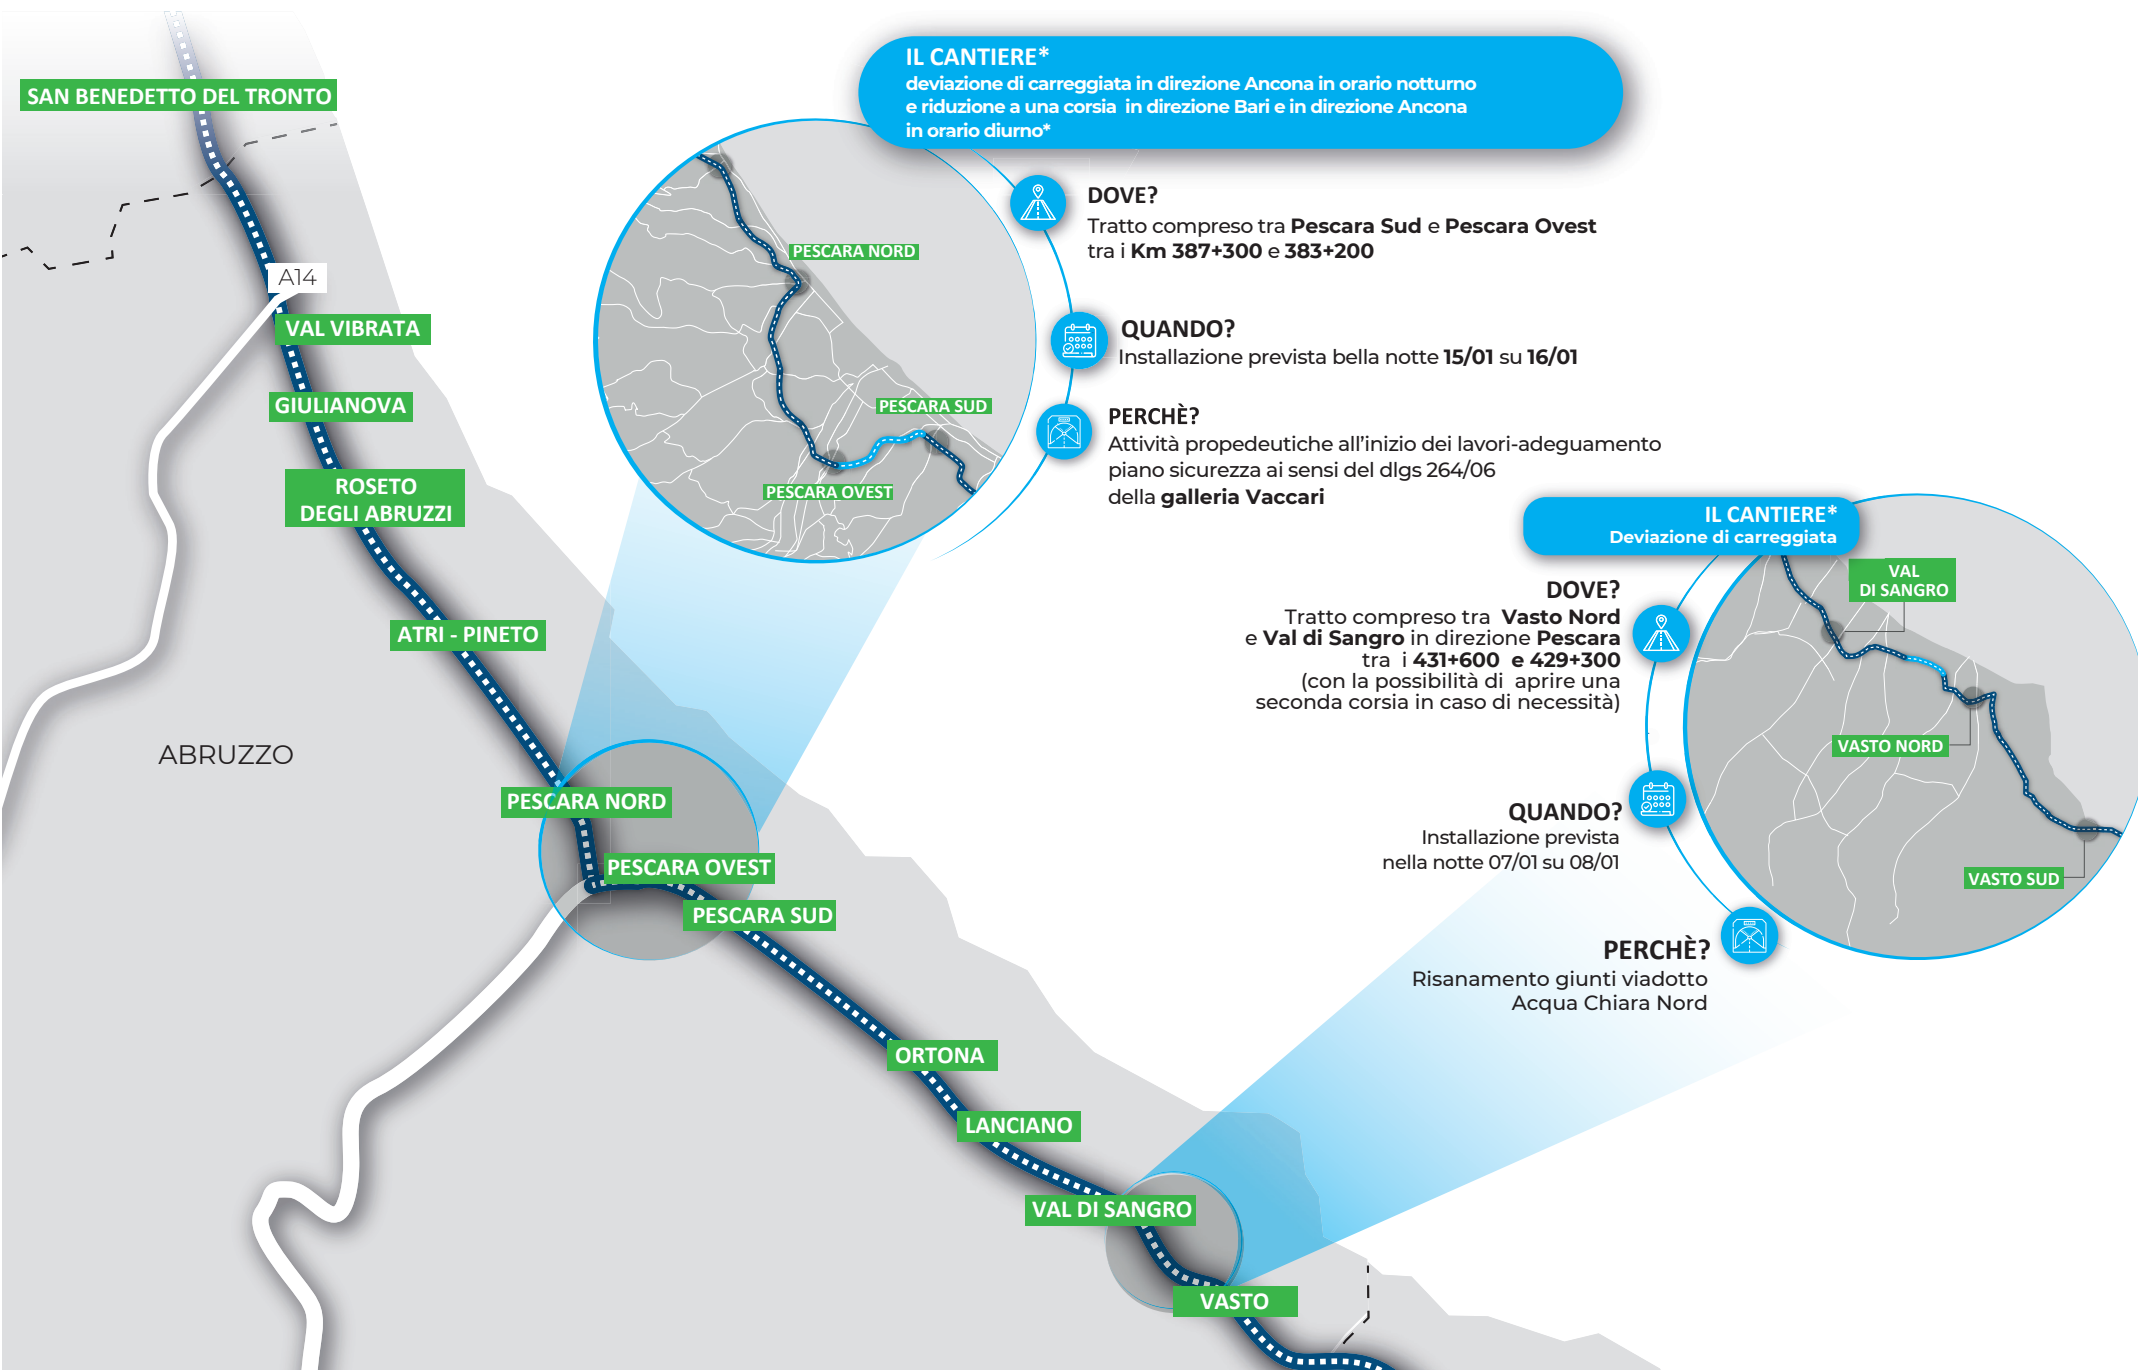 SAN BENEDETTO DEL TRONTO
A14
VAL VIBRATA
GIULIANOVA
ROSETO
DEGLI ABRUZZI
ATRI - PINETO
ABRUZZO
PESCARA NORD
PESCARA OVEST
PESCARA SUD
ORTONA
LANCIANO
VAL DI SANGRO
VASTO
IL CANTIERE*
deviazione di carreggiata in direzione Ancona in orario notturno
e riduzione a una corsia in direzione Bari e in direzione Ancona
in orario diurno*
PESCARA NORD
PESCARA SUD
PESCARA OVEST
DOVE?
Tratto compreso tra Pescara Sud e Pescara Ovest
tra i Km 387+300 e 383+200
QUANDO?
Installazione prevista bella notte 15/01 su 16/01
PERCHÈ?
Attività propedeutiche all'inizio dei lavori-adeguamento
piano sicurezza ai sensi del dlgs 264/06
della galleria Vaccari
IL CANTIERE*
Deviazione di carreggiata
DOVE?
Tratto compreso tra Vasto Nord
e Val di Sangro in direzione Pescara
tra i 431+600 e 429+300
(con la possibilità di aprire una
seconda corsia in caso di necessità)
QUANDO?
Installazione prevista
nella notte 07/01 su 08/01
PERCHÈ?
Risanamento giunti viadotto
Acqua Chiara Nord
VAL
DI SANGRO
VASTO NORD
VASTO SUD